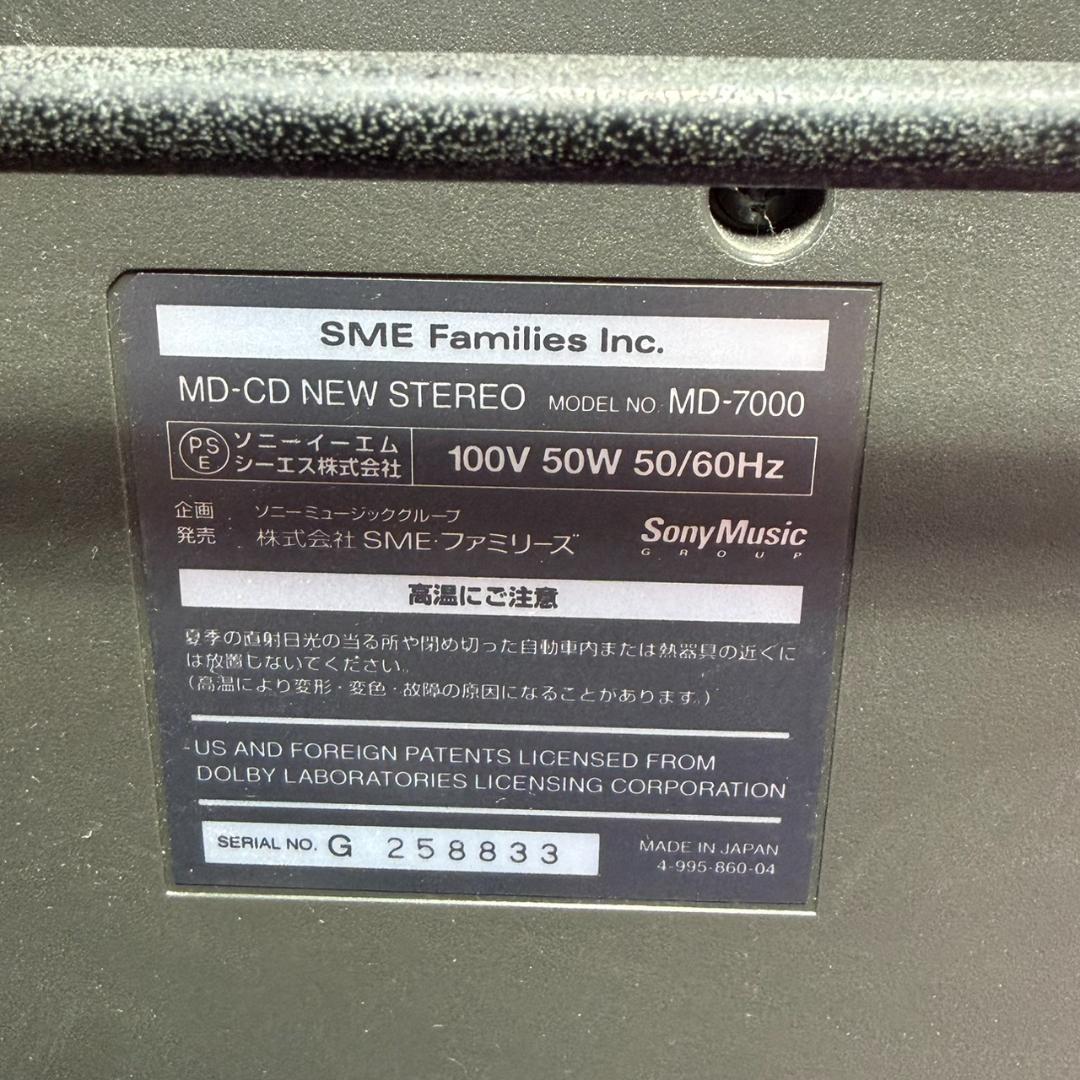 SME Families Inc.
MD-CD NEW STEREO MODEL NO. MD-7000
PS
E
ソニーイーエム
シーエス株式会社
100V 50W 50/60Hz
企画
発売
ソニーミュージックグループ
株式会社 SME・ファミリーズ
SonyMusic
GROUP
高温にご注意
夏季の直射日光の当る所や閉め切った自動車内または熱器具の近くに
は放置しないでください。
(高温により変形・変色・故障の原因になることがあります。)
US AND FOREIGN PATENTS LICENSED FROM
DOLBY LABORATORIES LICENSING CORPORATION
SERIAL NO. G 258833
MADE IN JAPAN
4-995-860-04